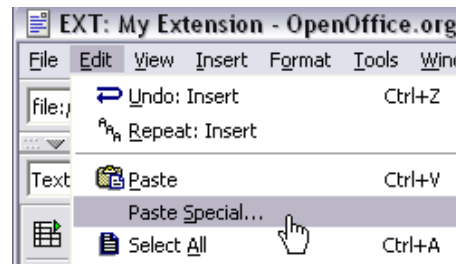 EXT: My Extension - OpenOffice.org
File Edit View Insert Format Tools
file:/
Undo: Insert Ctrl+Z
Repeat: Insert
Text
Paste Ctrl+V
Paste Special...
Select All Ctrl+A